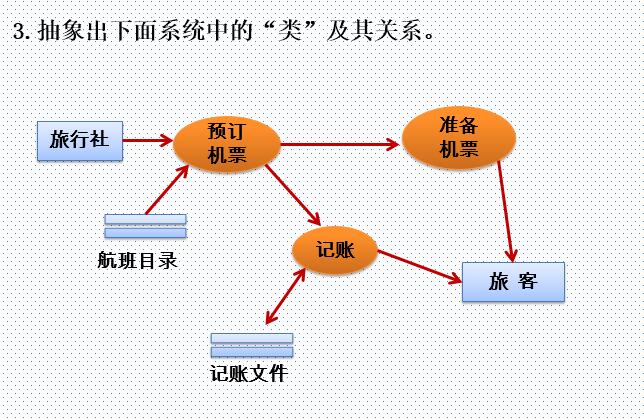 3.抽象出下面系统中的“类”及其关系。
旅行社
预订
机票
准备
机票
航班目录
记账
旅 客
记账文件